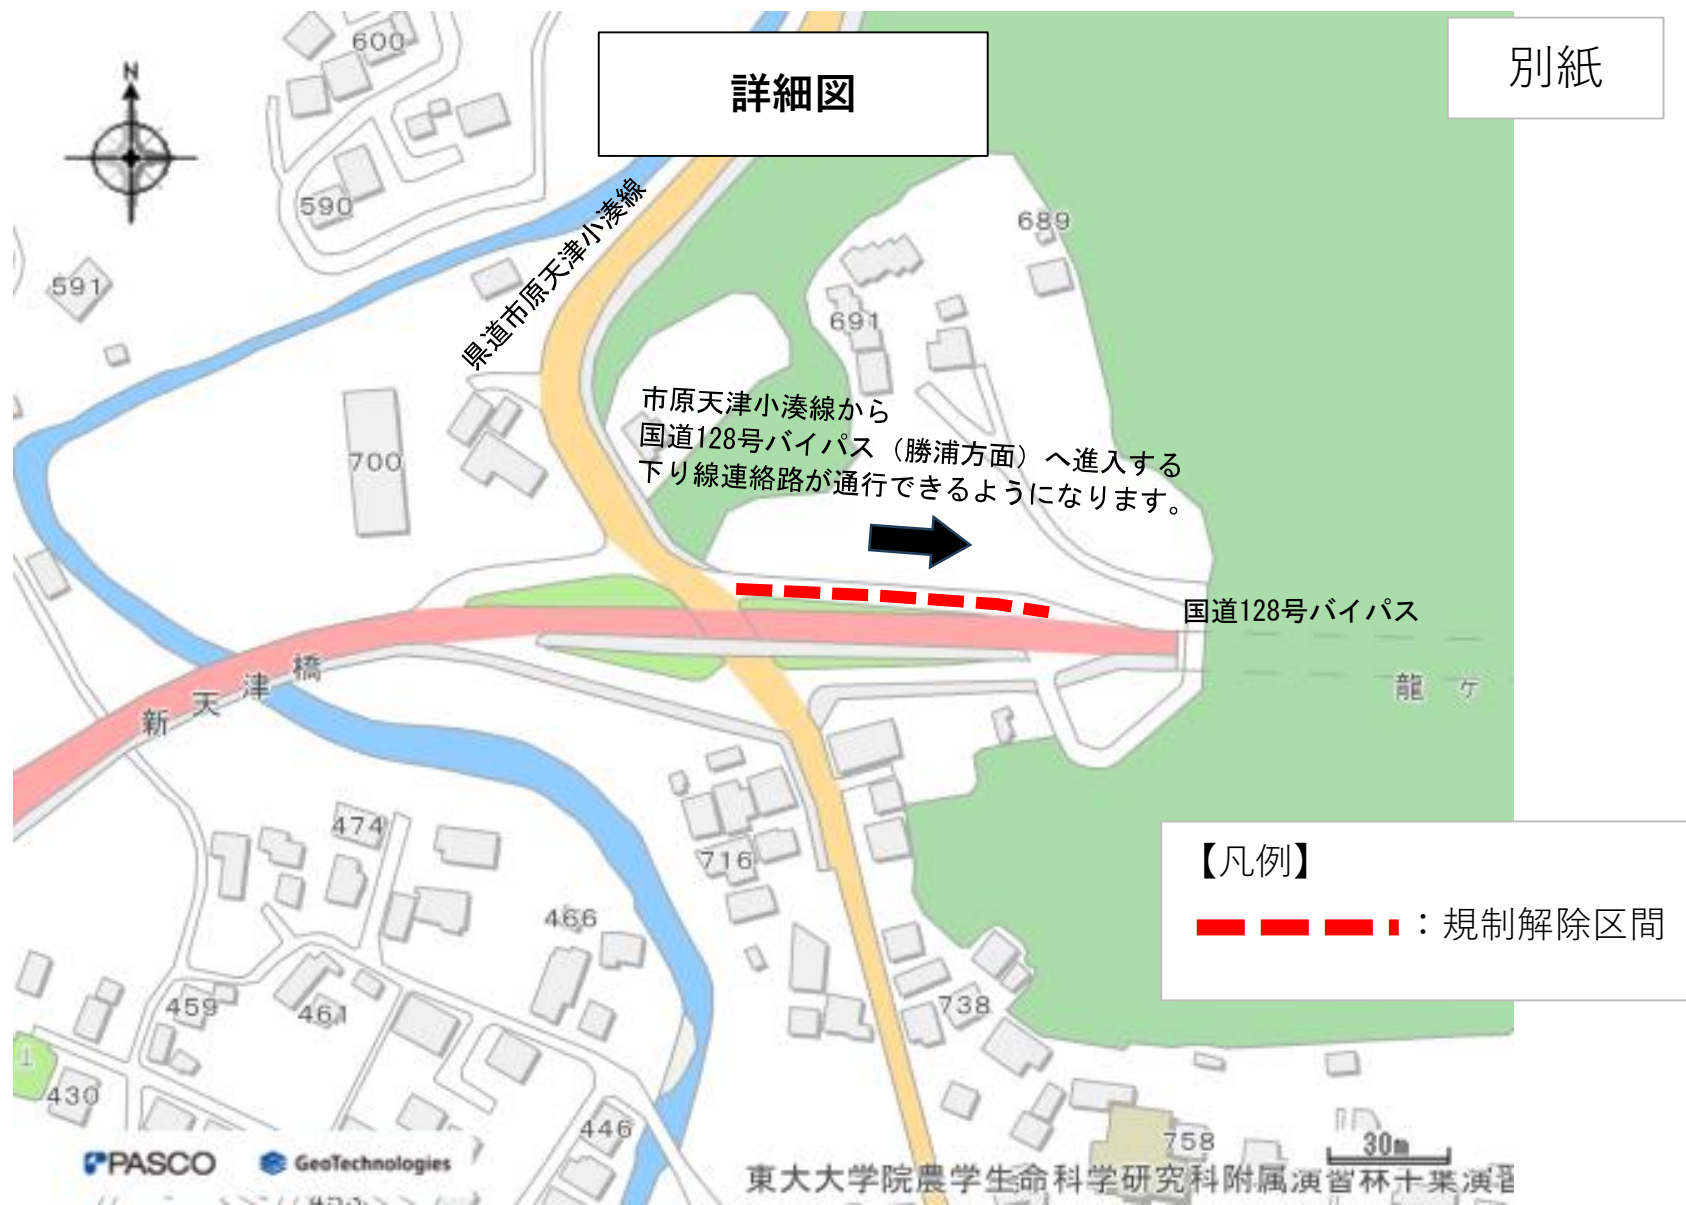 別紙
詳細図
N
600
590
591
689
691
県道市原天津小湊線
市原天津小湊線から
国道128号バイパス（勝浦方面）へ進入する
下り線連絡路が通行できるようになります。
700
国道128号バイパス
新天津橋
龍ヶ
474
716
466
459
461
738
430
446
758
【凡例】
：規制解除区間
30m
PASCO
GeoTechnologies
東大大学院農学生命科学研究科附属演習林千葉演習